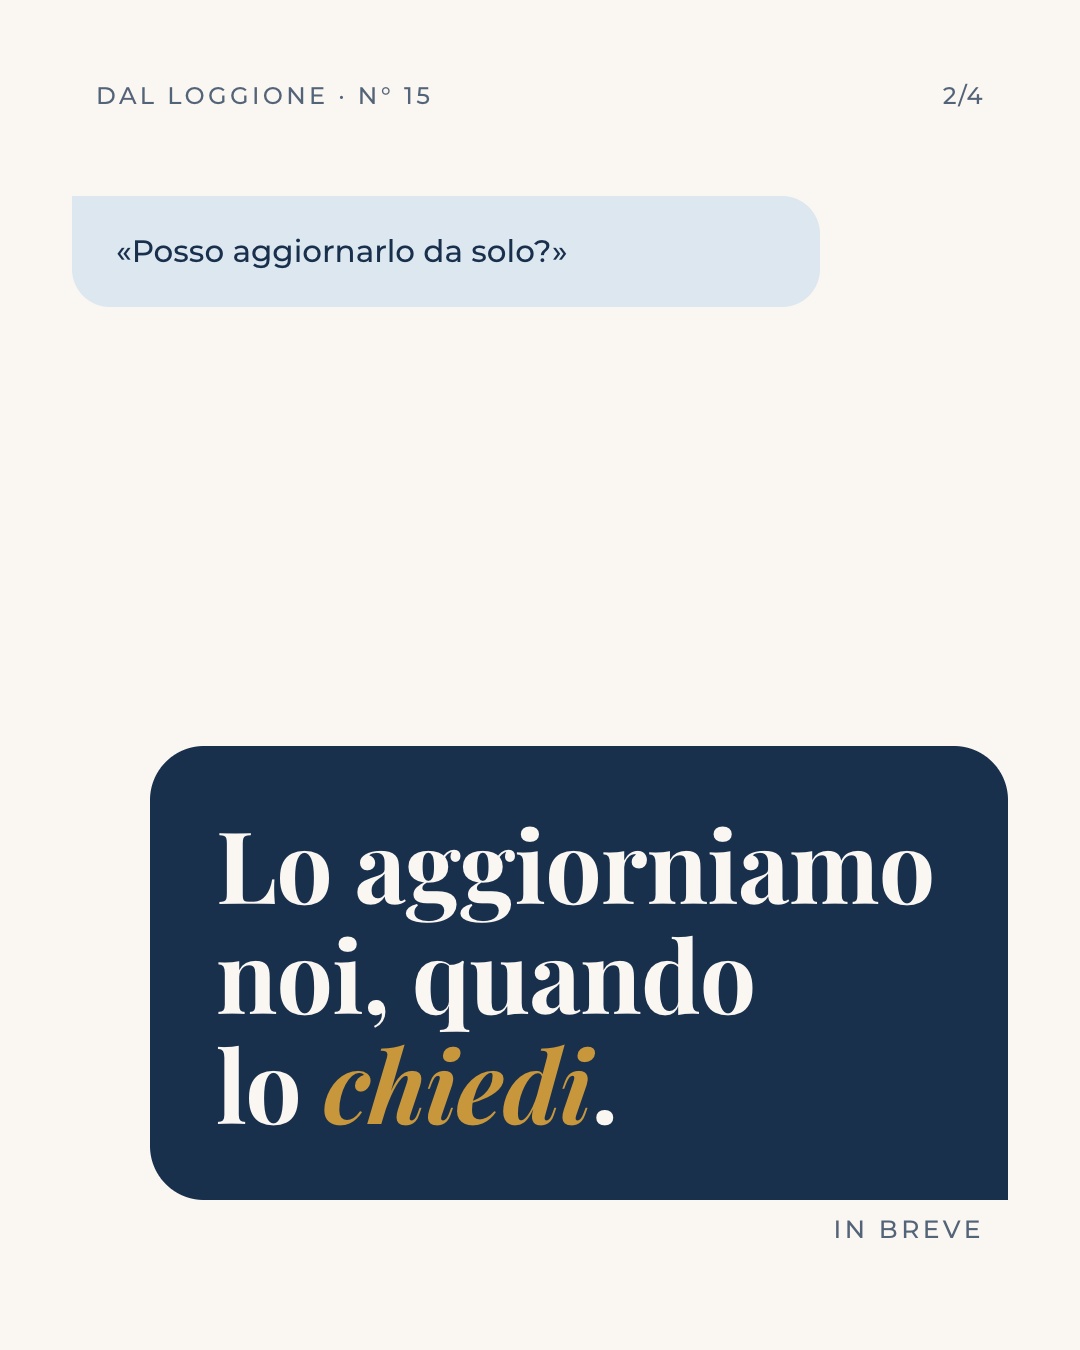 DAL LOGGIONE · N° 15
2/4
«Posso aggiornarlo da solo?»
Lo aggiorniamo
noi, quando
lo chiedi.
IN BREVE